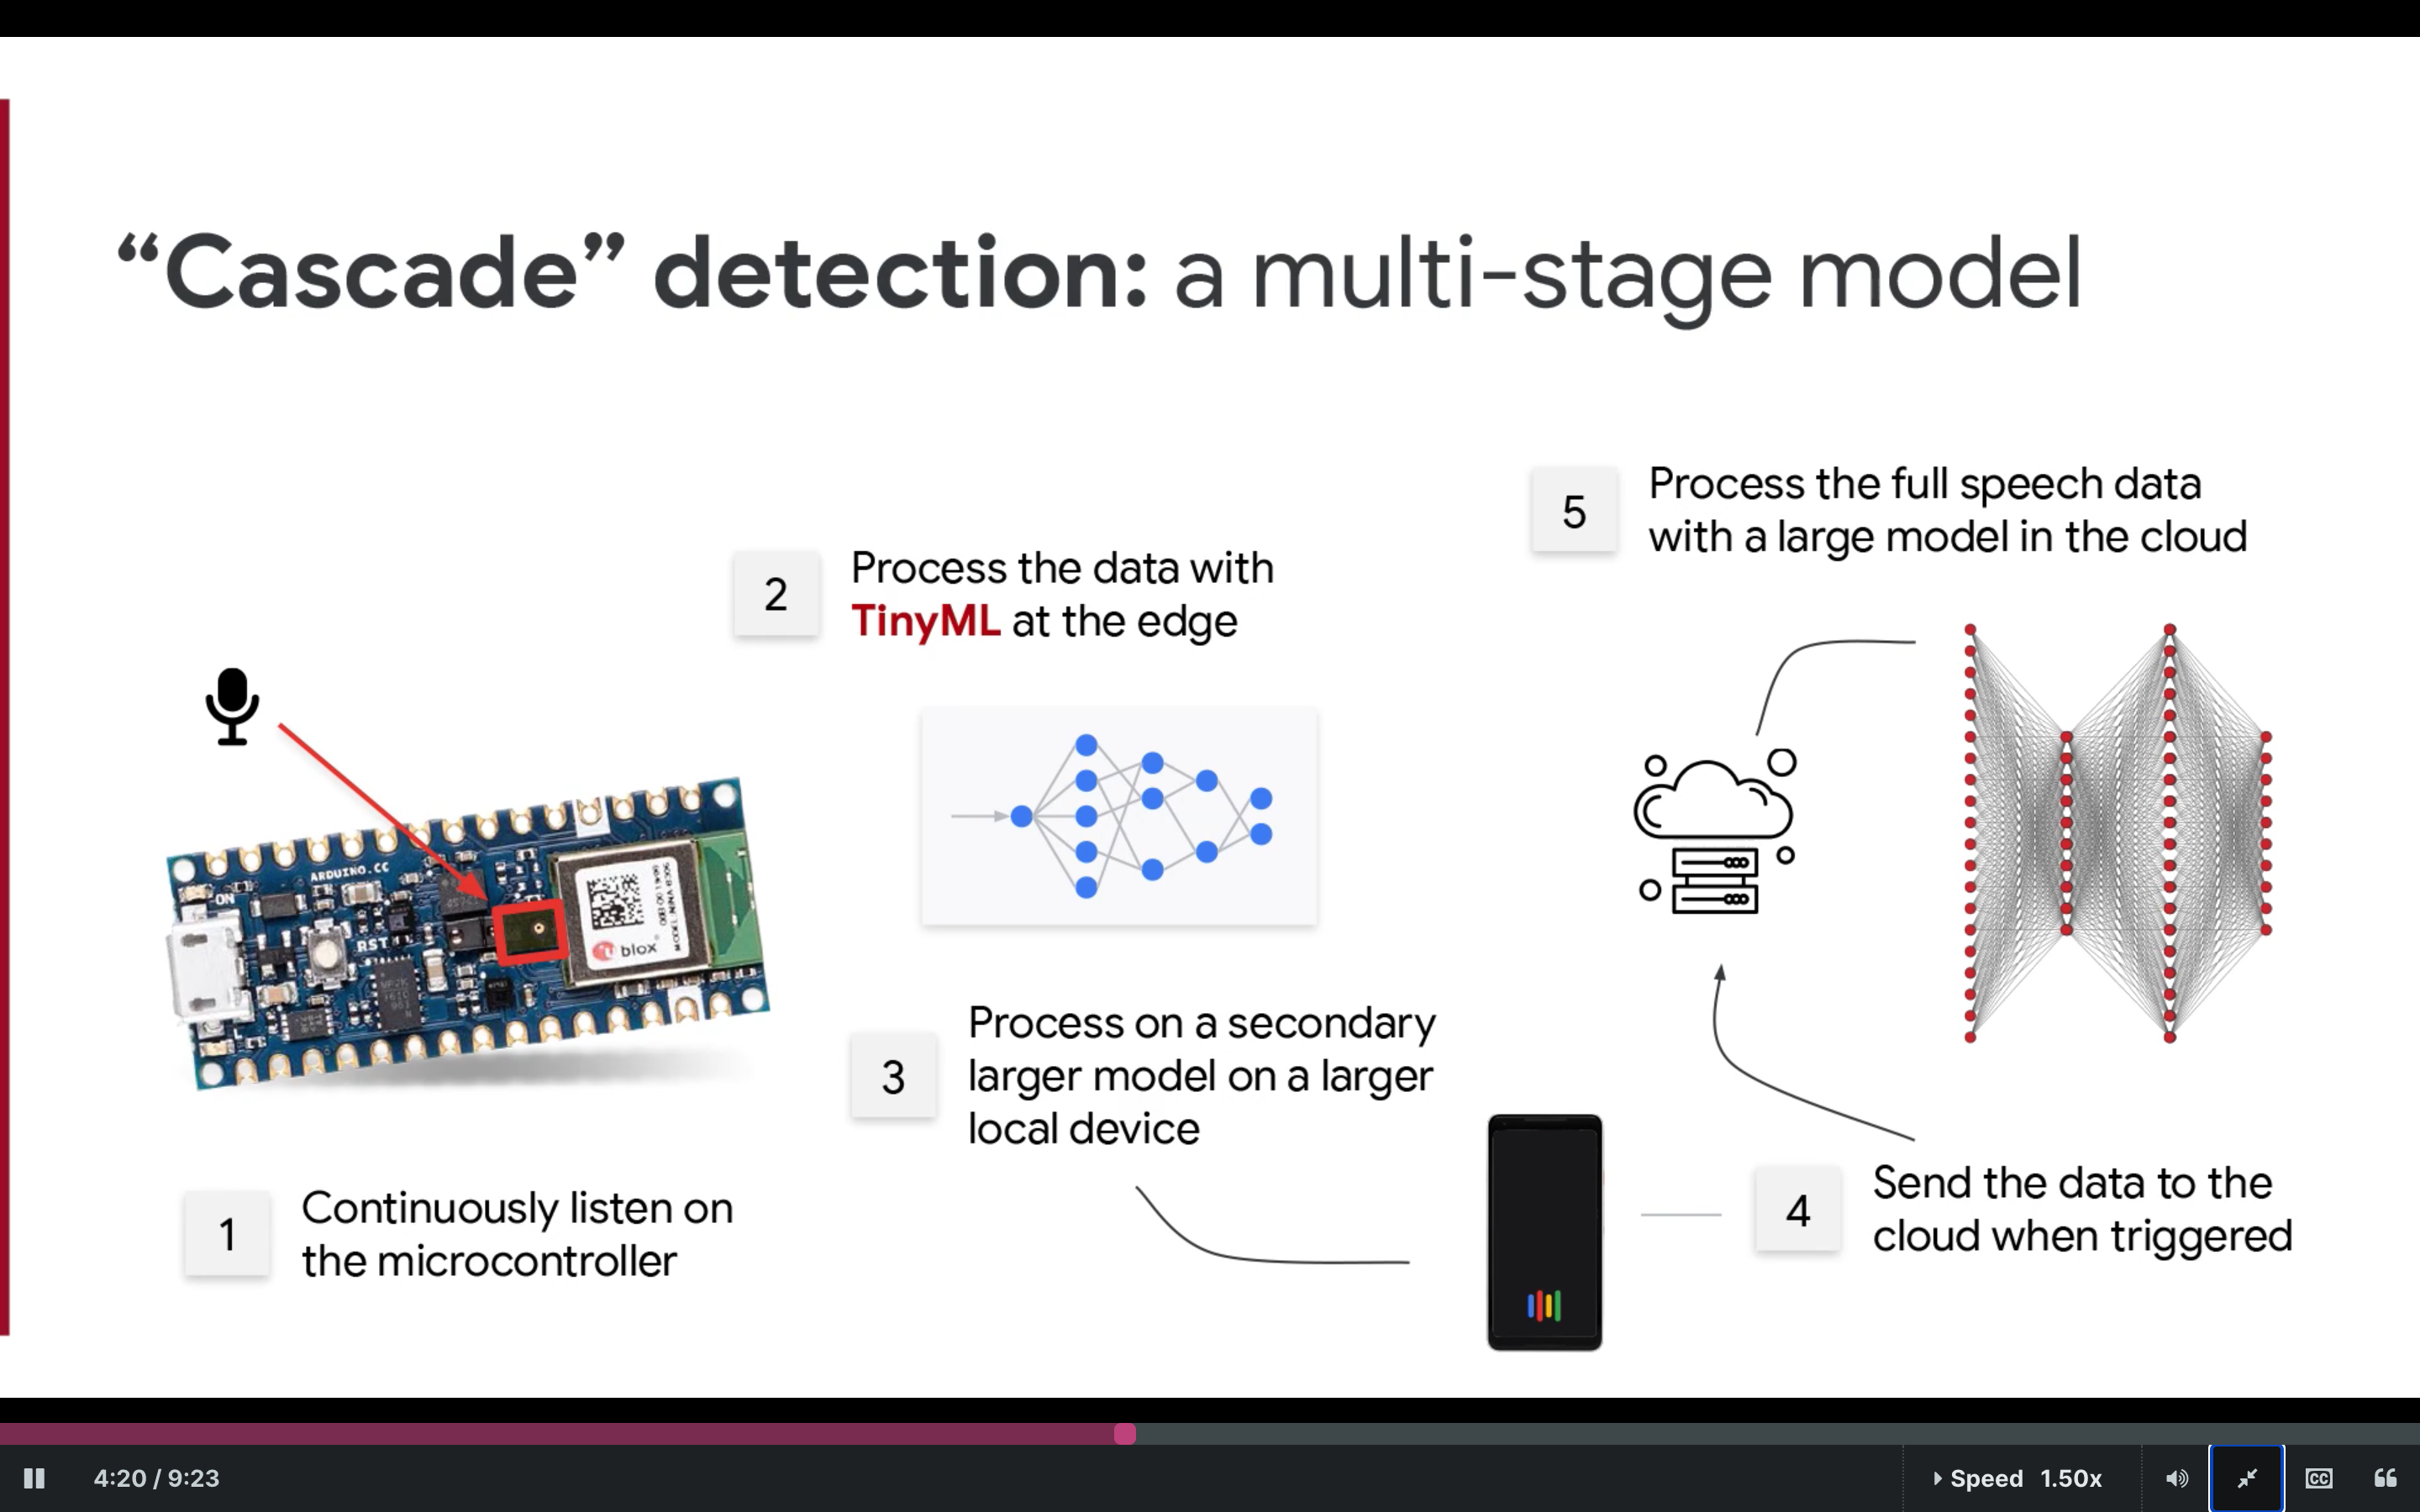 “Cascade” detection: a multi-stage model
1
Continuously listen on
the microcontroller
2
Process the data with
TinyML at the edge
3
Process on a secondary
larger model on a larger
local device
4
Send the data to the
cloud when triggered
5
Process the full speech data
with a large model in the cloud
ARDUINO.CC
ON
RST
blox
4:20 / 9:23
Speed 1.50x
CC